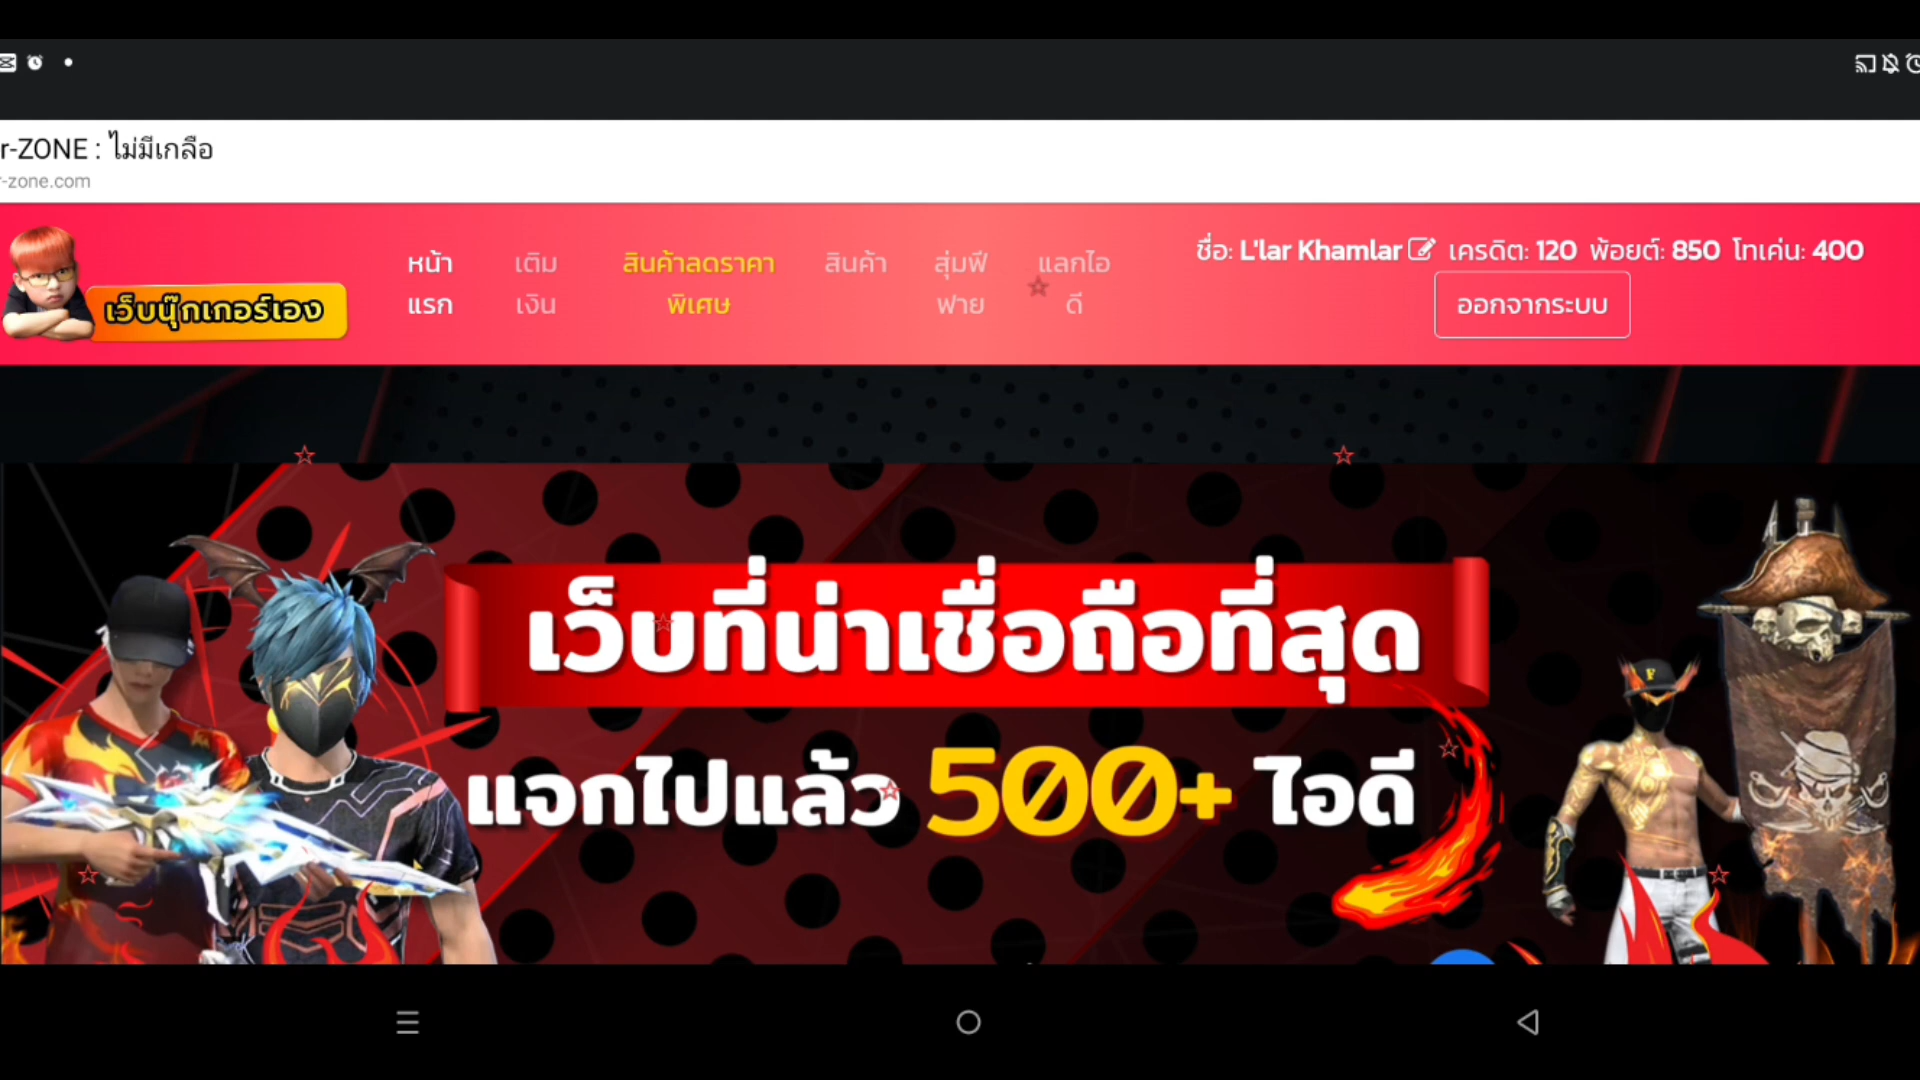 r-ZONE : ไม่มีเกลือ
r-zone.com
เว็บนุ๊กเกอร์เอง
หน้า
แรก
เติม
เงิน
สินค้าลดราคา
พิเศษ
สินค้า
สุ่มฟี
ฟาย
แลกไอ
ดี
ชื่อ: L'lar Khamlar เครดิต: 120 พ้อยต์: 850 โทเค่น: 400
ออกจากระบบ
เว็บที่น่าเชื่อถือที่สุด
แจกไปแล้ว 500+ ไอดี
F